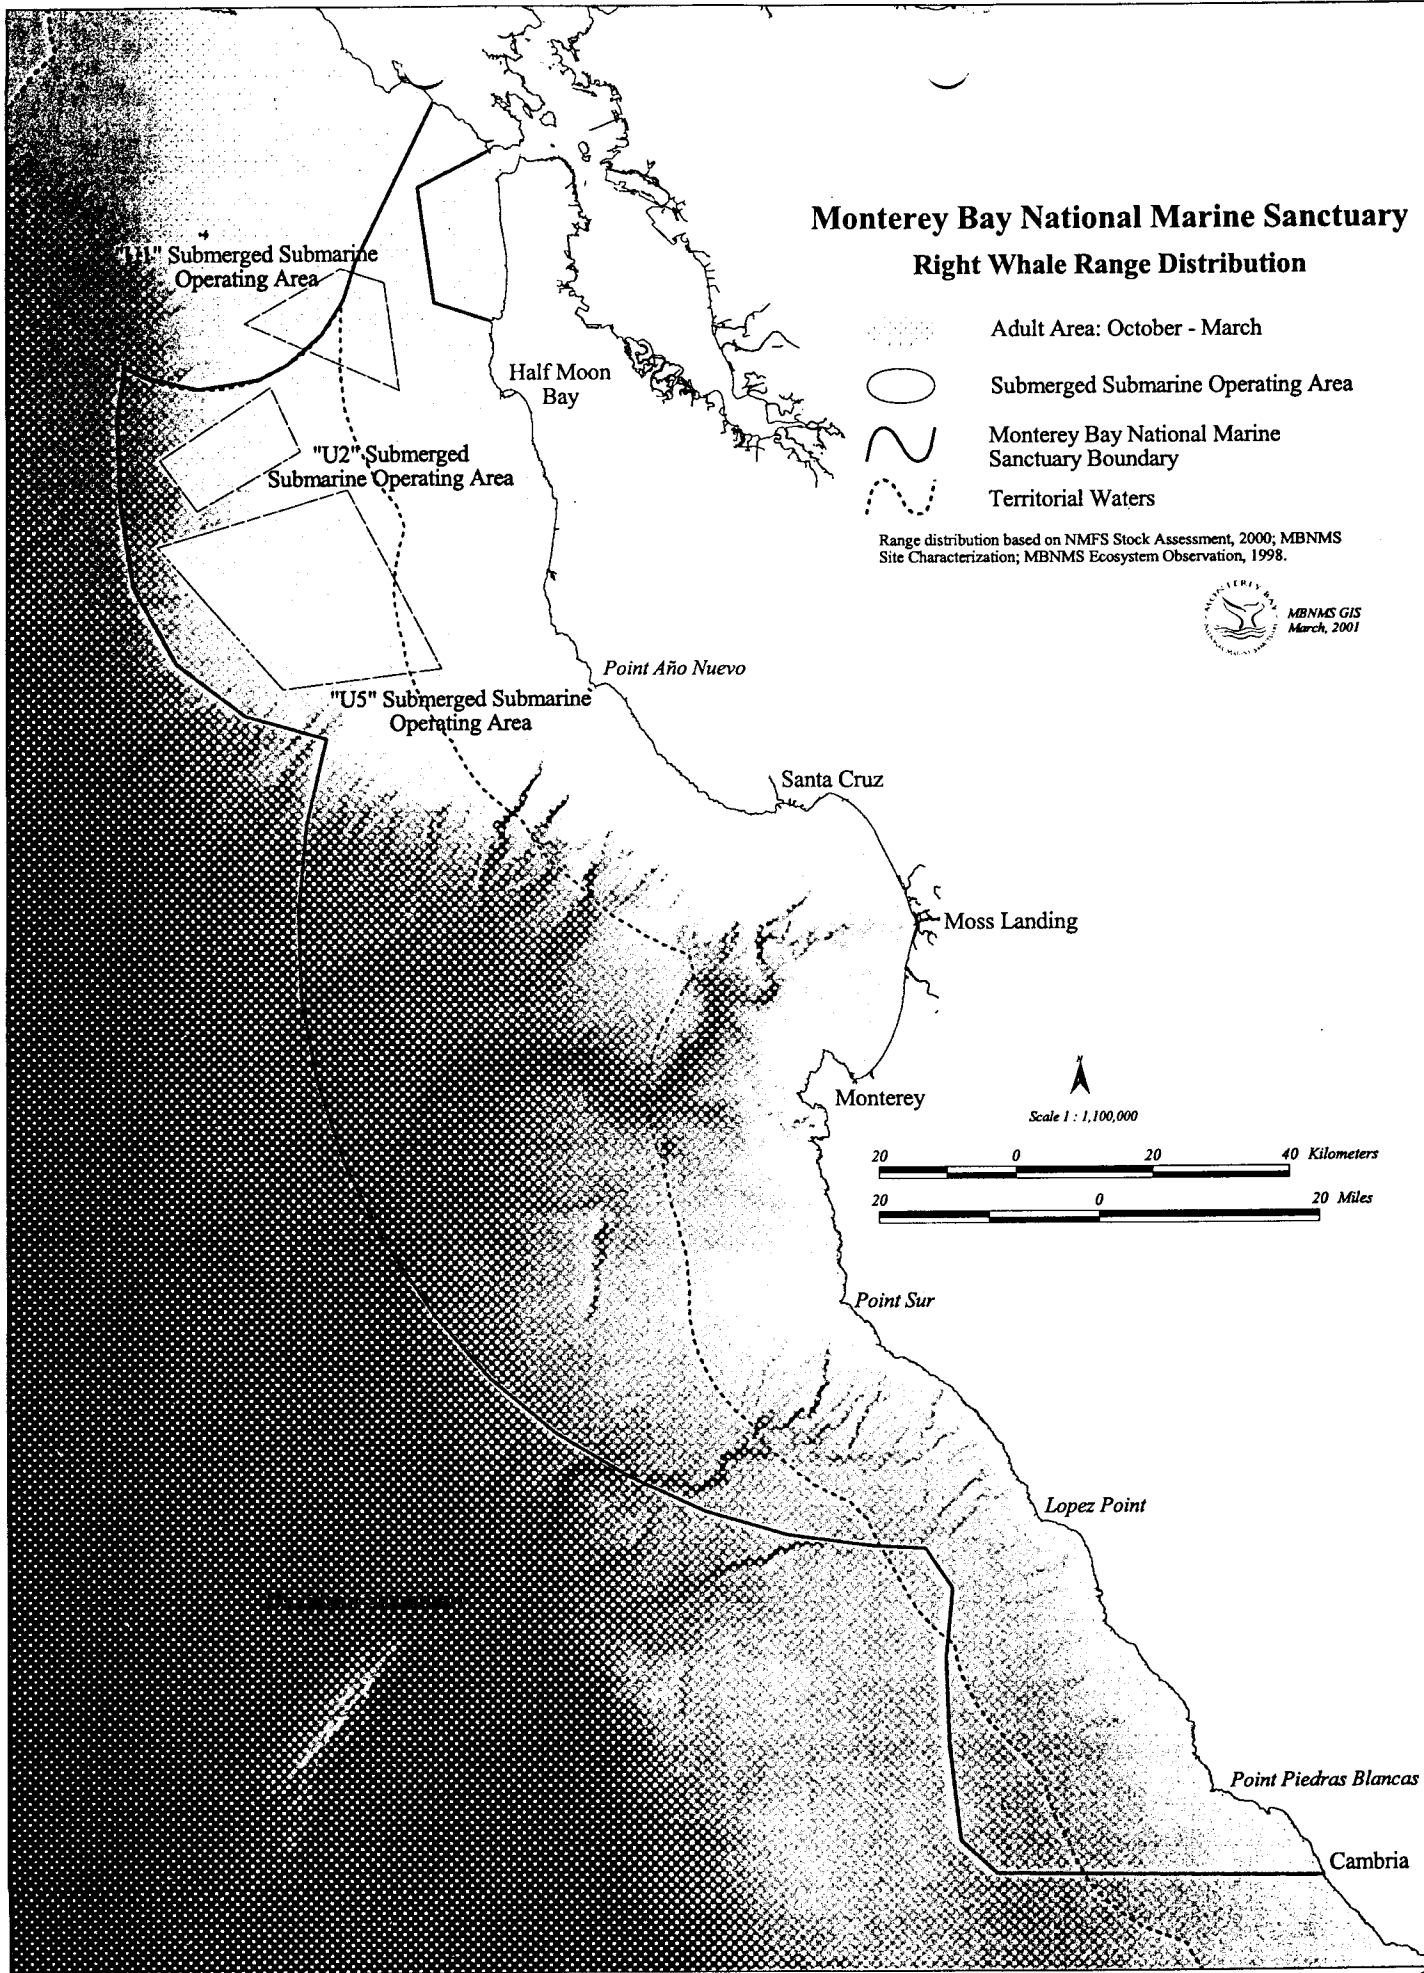 Monterey Bay National Marine Sanctuary
Right Whale Range Distribution
Adult Area: October - March
Submerged Submarine Operating Area
Monterey Bay National Marine
Sanctuary Boundary
Territorial Waters
Range distribution based on NMFS Stock Assessment, 2000; MBNMS
Site Characterization; MBNMS Ecosystem Observation, 1998.
MONTEREY BAY
MBNMS GIS
March, 2001
"U1" Submerged Submarine
Operating Area
Half Moon
Bay
"U2" Submerged
Submarine Operating Area
Point Año Nuevo
"U5" Submerged Submarine
Operating Area
Santa Cruz
Moss Landing
Monterey
N
Scale 1 : 1,100,000
20 0 20 40 Kilometers
20 0 20 Miles
Point Sur
Lopez Point
Point Piedras Blancas
Cambria